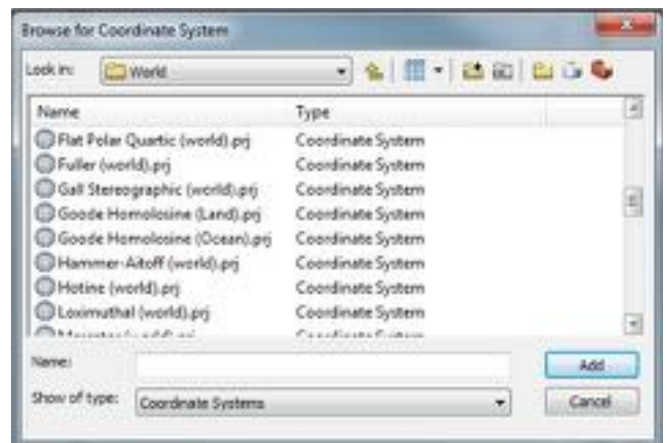 Browse for Coordinate System
Look in: World
Name Type
Flat Polar Quartic (world).prj Coordinate System
Fuller (world).prj Coordinate System
Gall Stereographic (world).prj Coordinate System
Goode Homolosine (Land).prj Coordinate System
Goode Homolosine (Ocean).prj Coordinate System
Hammer-Aitoff (world).prj Coordinate System
Hotine (world).prj Coordinate System
Loximuthal (world).prj Coordinate System
Name: Add
Show of type: Coordinate Systems Cancel